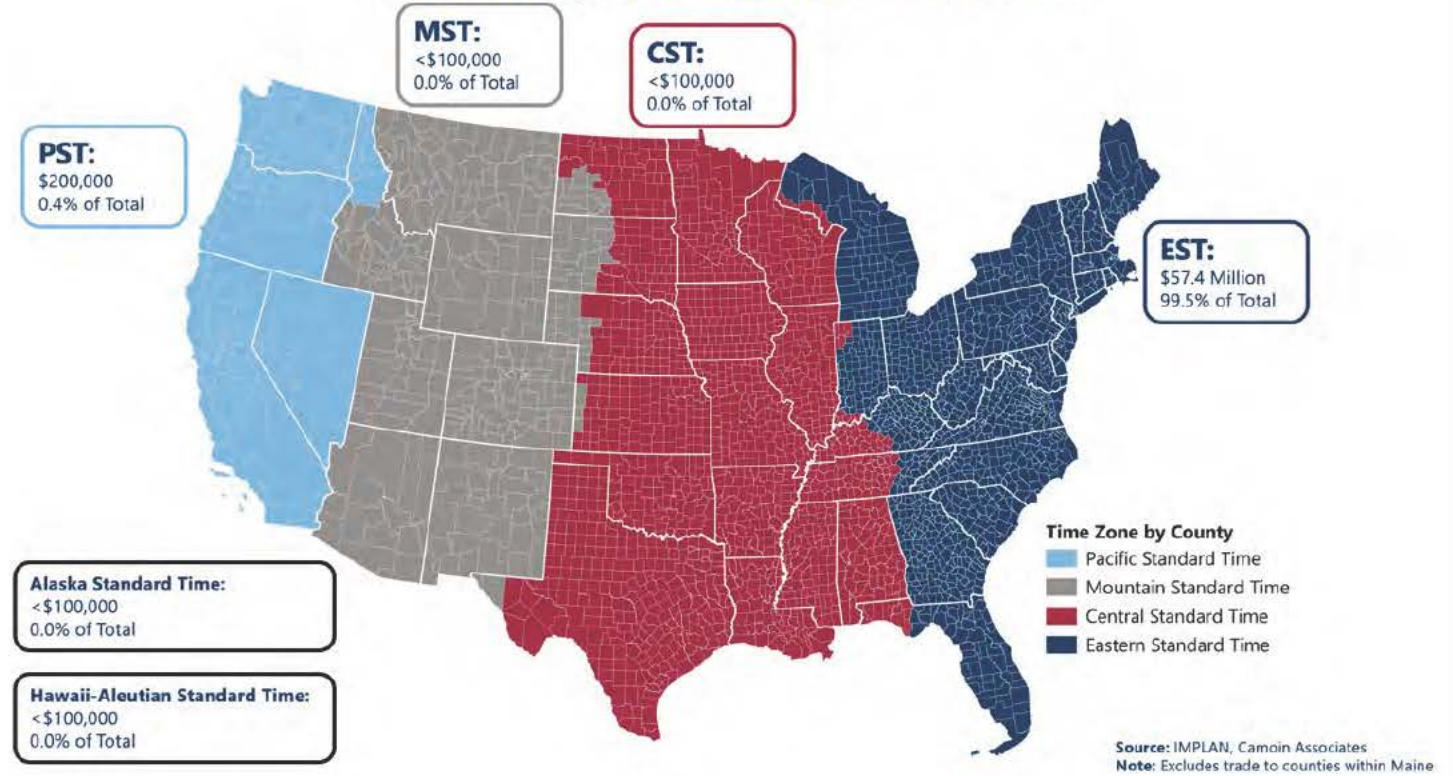 MST:
<$100,000
0.0% of Total
CST:
<$100,000
0.0% of Total
PST:
$200,000
0.4% of Total
EST:
$57.4 Million
99.5% of Total
Time Zone by County
Pacific Standard Time
Mountain Standard Time
Central Standard Time
Eastern Standard Time
Alaska Standard Time:
<$100,000
0.0% of Total
Hawaii-Aleutian Standard Time:
<$100,000
0.0% of Total
Source: IMPLAN, Camoin Associates
Note: Excludes trade to counties within Maine